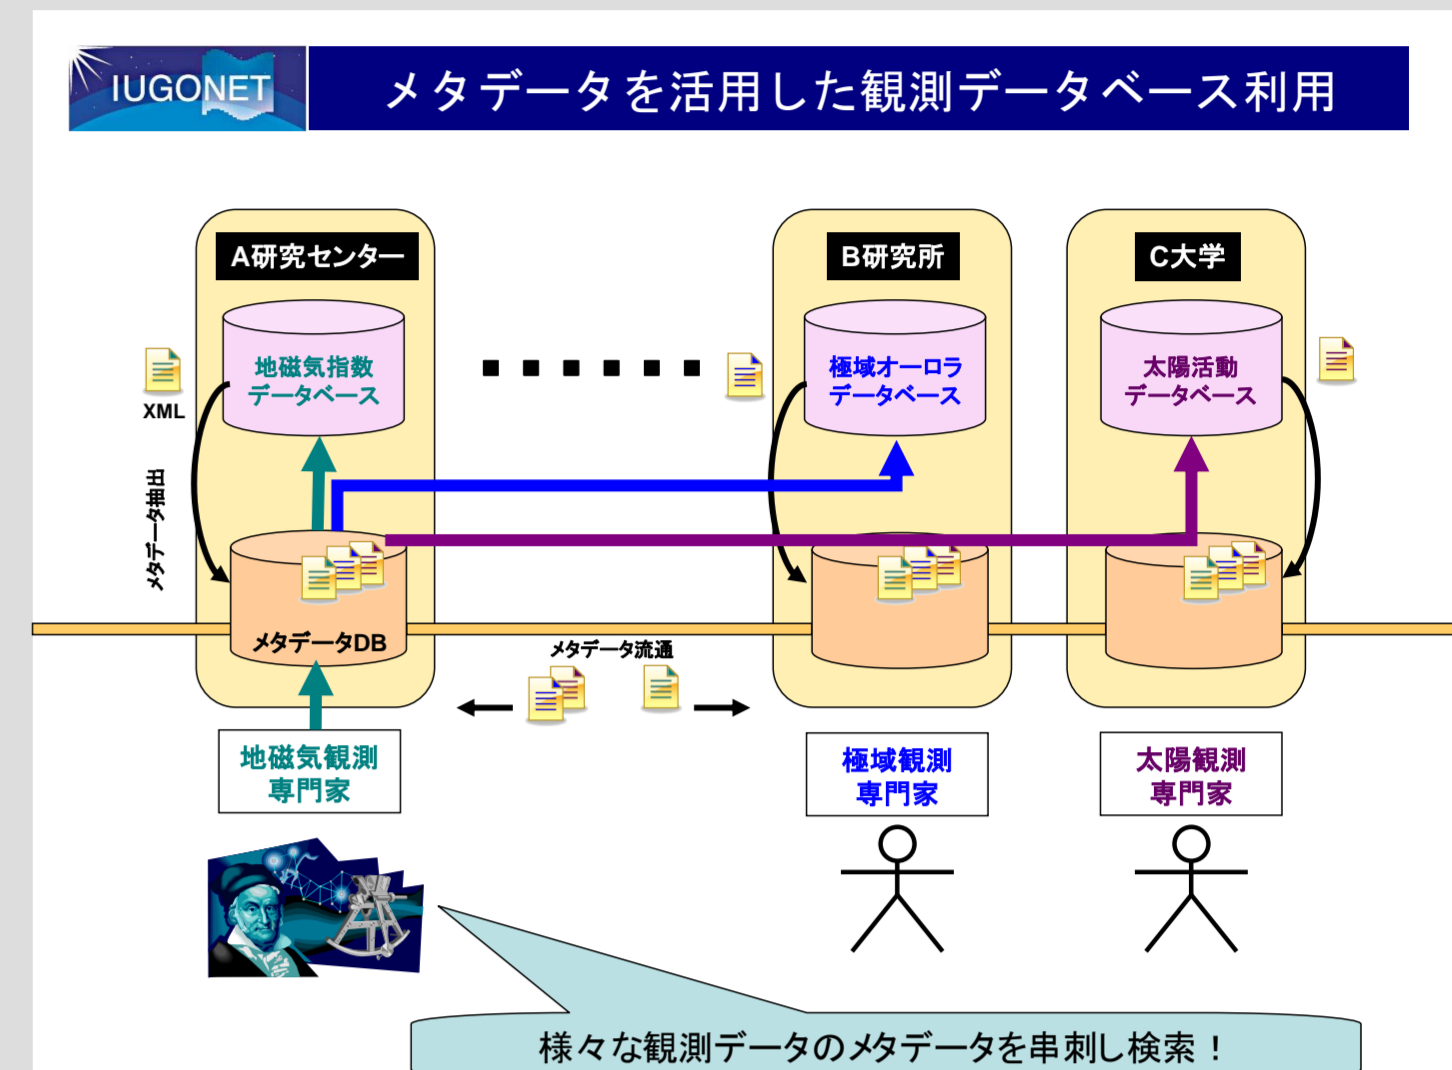 IUGONET
メタデータを活用した観測データベース利用
A研究センター
B研究所
C大学
地磁気指数
データベース
極域オーロラ
データベース
太陽活動
データベース
XML
メタデータ抽出
メタデータDB
メタデータ流通
地磁気観測
専門家
極域観測
専門家
太陽観測
専門家
様々な観測データのメタデータを串刺し検索！